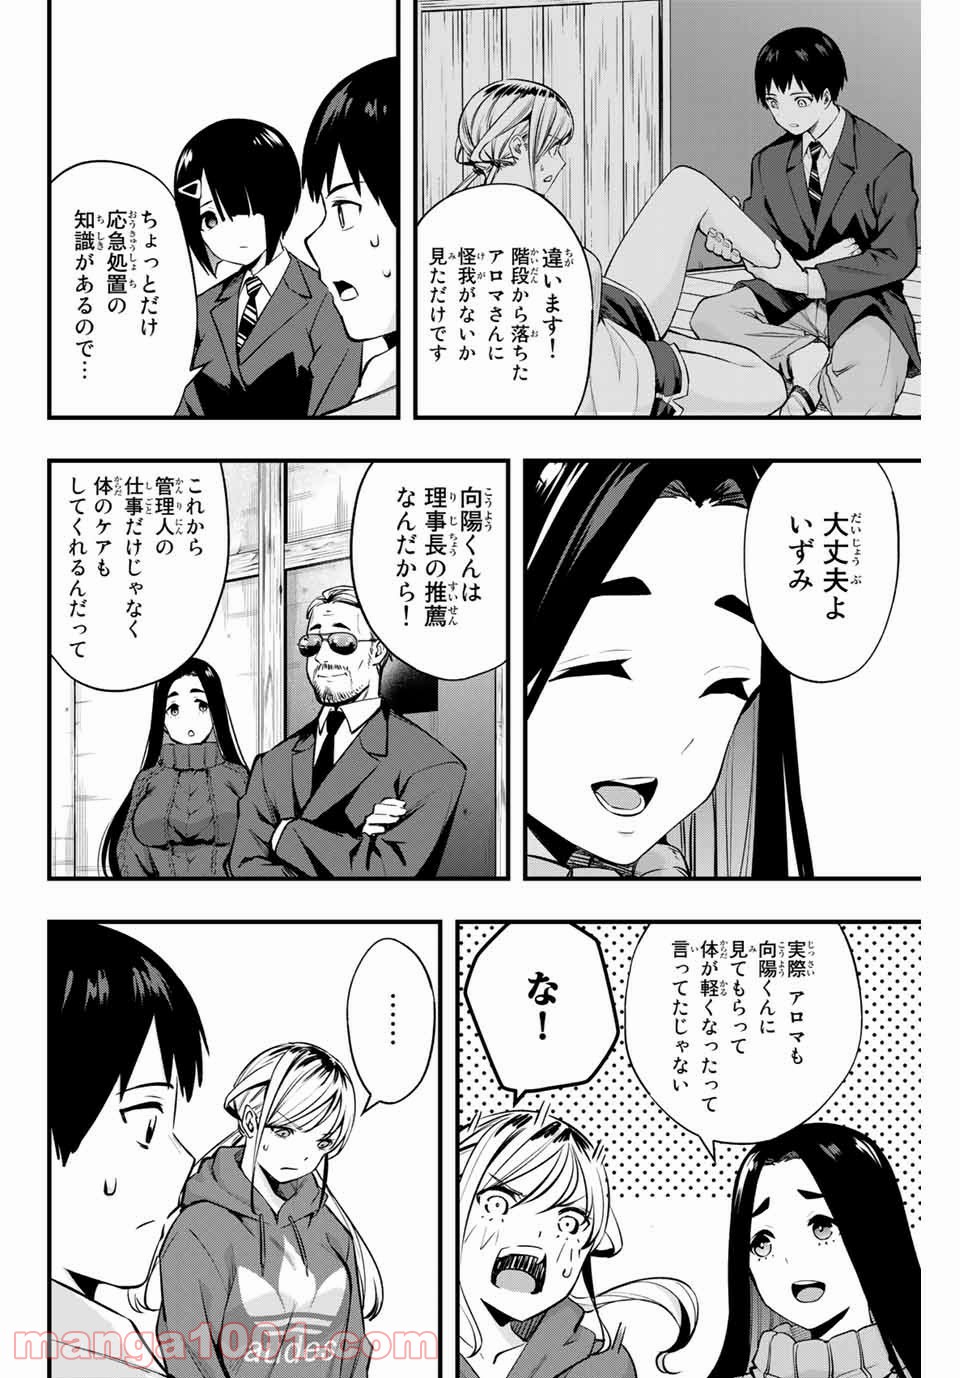 違います！
階段から落ちた
アロマさんに
怪我がないか
見ただけです
ちょっとだけ
応急処置の
知識があるので…
大丈夫よ
いずみ
向陽くんは
理事長の推薦
なんだから！
これから
管理人の
仕事だけじゃなく
体のケアも
してくれるんだって
実際 アロマも
向陽くんに
見てもらって
体が軽くなったって
言ってたじゃない
な！
……
aides
manga1001.com